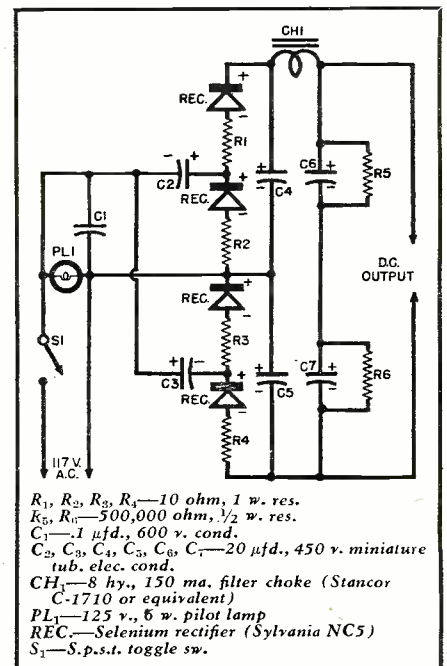 CH1
+
REC.
-
R1
- +
C2
+
REC.
-
+
C4
-
+
C6
-
R5
C1
PL1
R2
D.C.
OUTPUT
+
REC.
-
S1
R3
+ -
C3
+
REC.
-
+
C5
-
+
C7
-
R6
R4
117 V.
A.C.
R₁, R₂, R₃, R₄—10 ohm, 1 w. res.
R₅, R₆—500,000 ohm, ½ w. res.
C₁—.1 µfd., 600 v. cond.
C₂, C₃, C₄, C₅, C₆, C₇—20 µfd., 450 v. miniature
tub. elec. cond.
CH₁—8 hy., 150 ma. filter choke (Stancor
C-1710 or equivalent)
PL₁—125 v., 6 w. pilot lamp
REC.—Selenium rectifier (Sylvania NC5)
S₁—S.p.s.t. toggle sw.